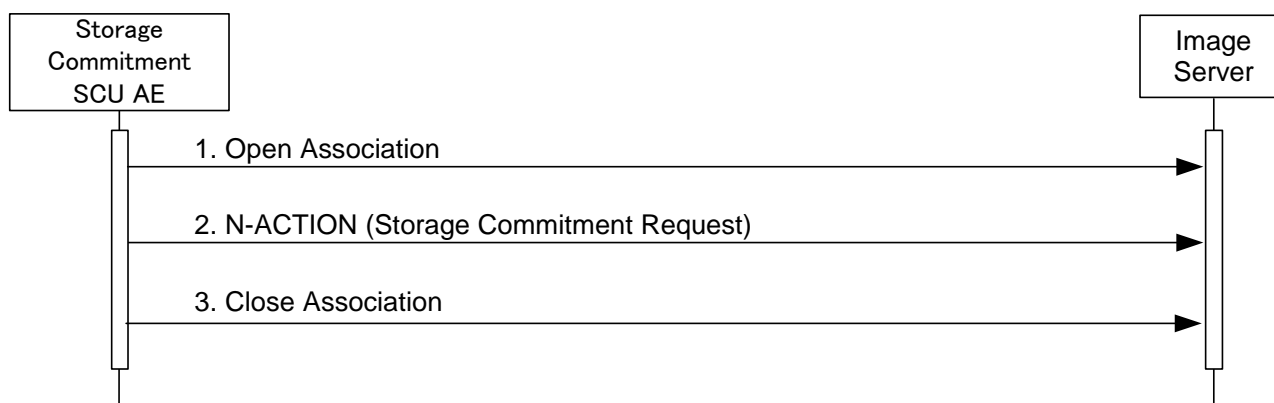 Storage
Commitment
SCU AE
Image
Server
1. Open Association
2. N-ACTION (Storage Commitment Request)
3. Close Association